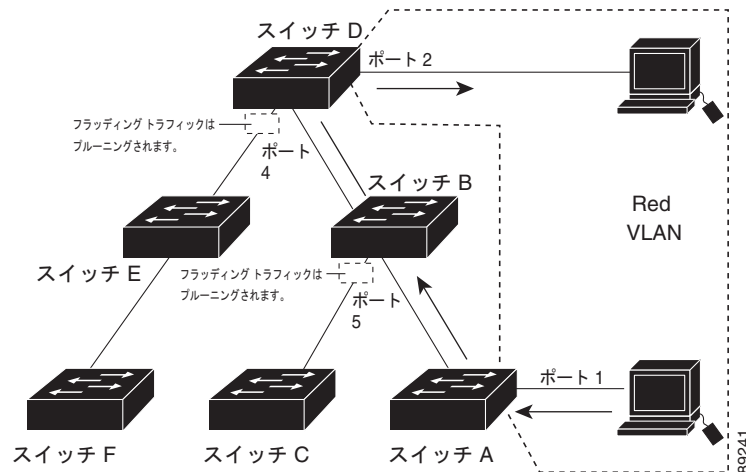 スイッチ D
ポート 2
フラッディング トラフィックは
プルーニングされます。
ポート
4
スイッチ B
Red
VLAN
スイッチ E
フラッディング トラフィックは
プルーニングされます。
ポート
5
ポート 1
スイッチ F
スイッチ C
スイッチ A
89241